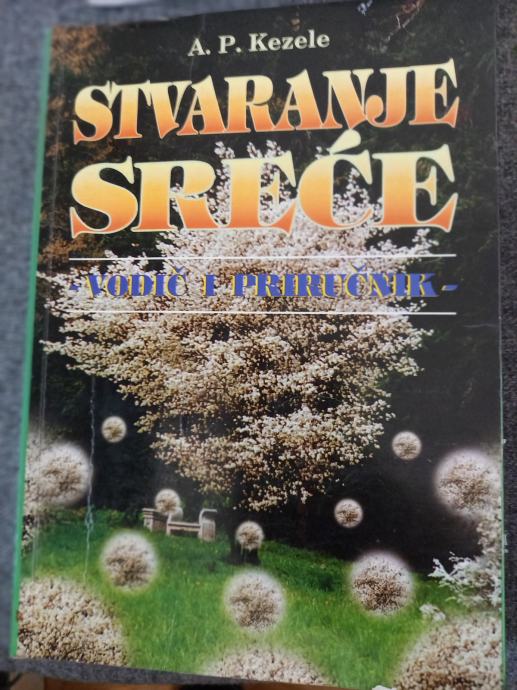 A. P. Kezele
STVARANJE
SREĆE
- VODIČ I PRIRUČNIK -